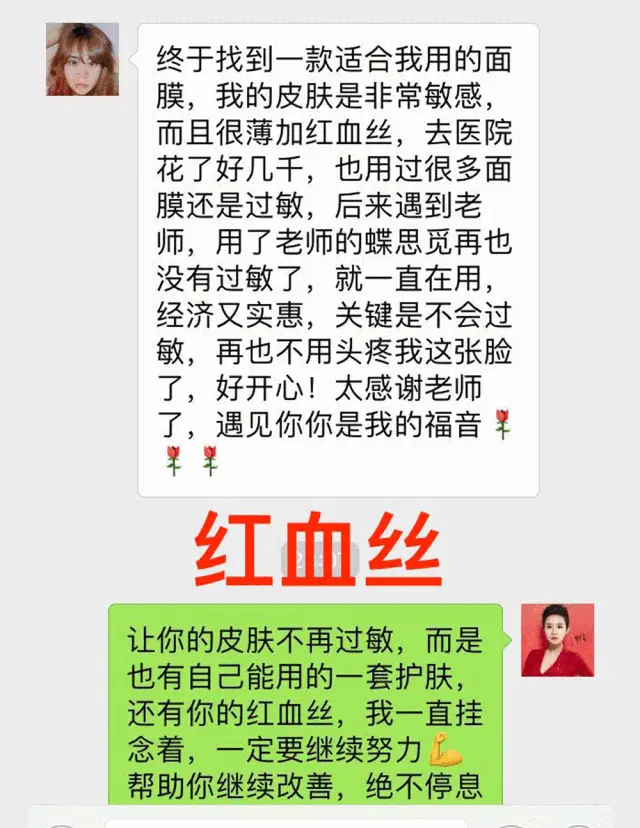 终于找到一款适合我用的面
膜，我的皮肤是非常敏感，
而且很薄加红血丝，去医院
花了好几千，也用过很多面
膜还是过敏，后来遇到老
师，用了老师的蝶思觅再也
没有过敏了，就一直在用，
经济又实惠，关键是不会过
敏，再也不用头疼我这张脸
了，好开心！太感谢老师
了，遇见你你是我的福音🌹
🌹🌹
红血丝
让你的皮肤不再过敏，而是
也有自己能用的一套护肤，
还有你的红血丝，我一直挂
念着，一定要继续努力💪
帮助你继续改善，绝不停息